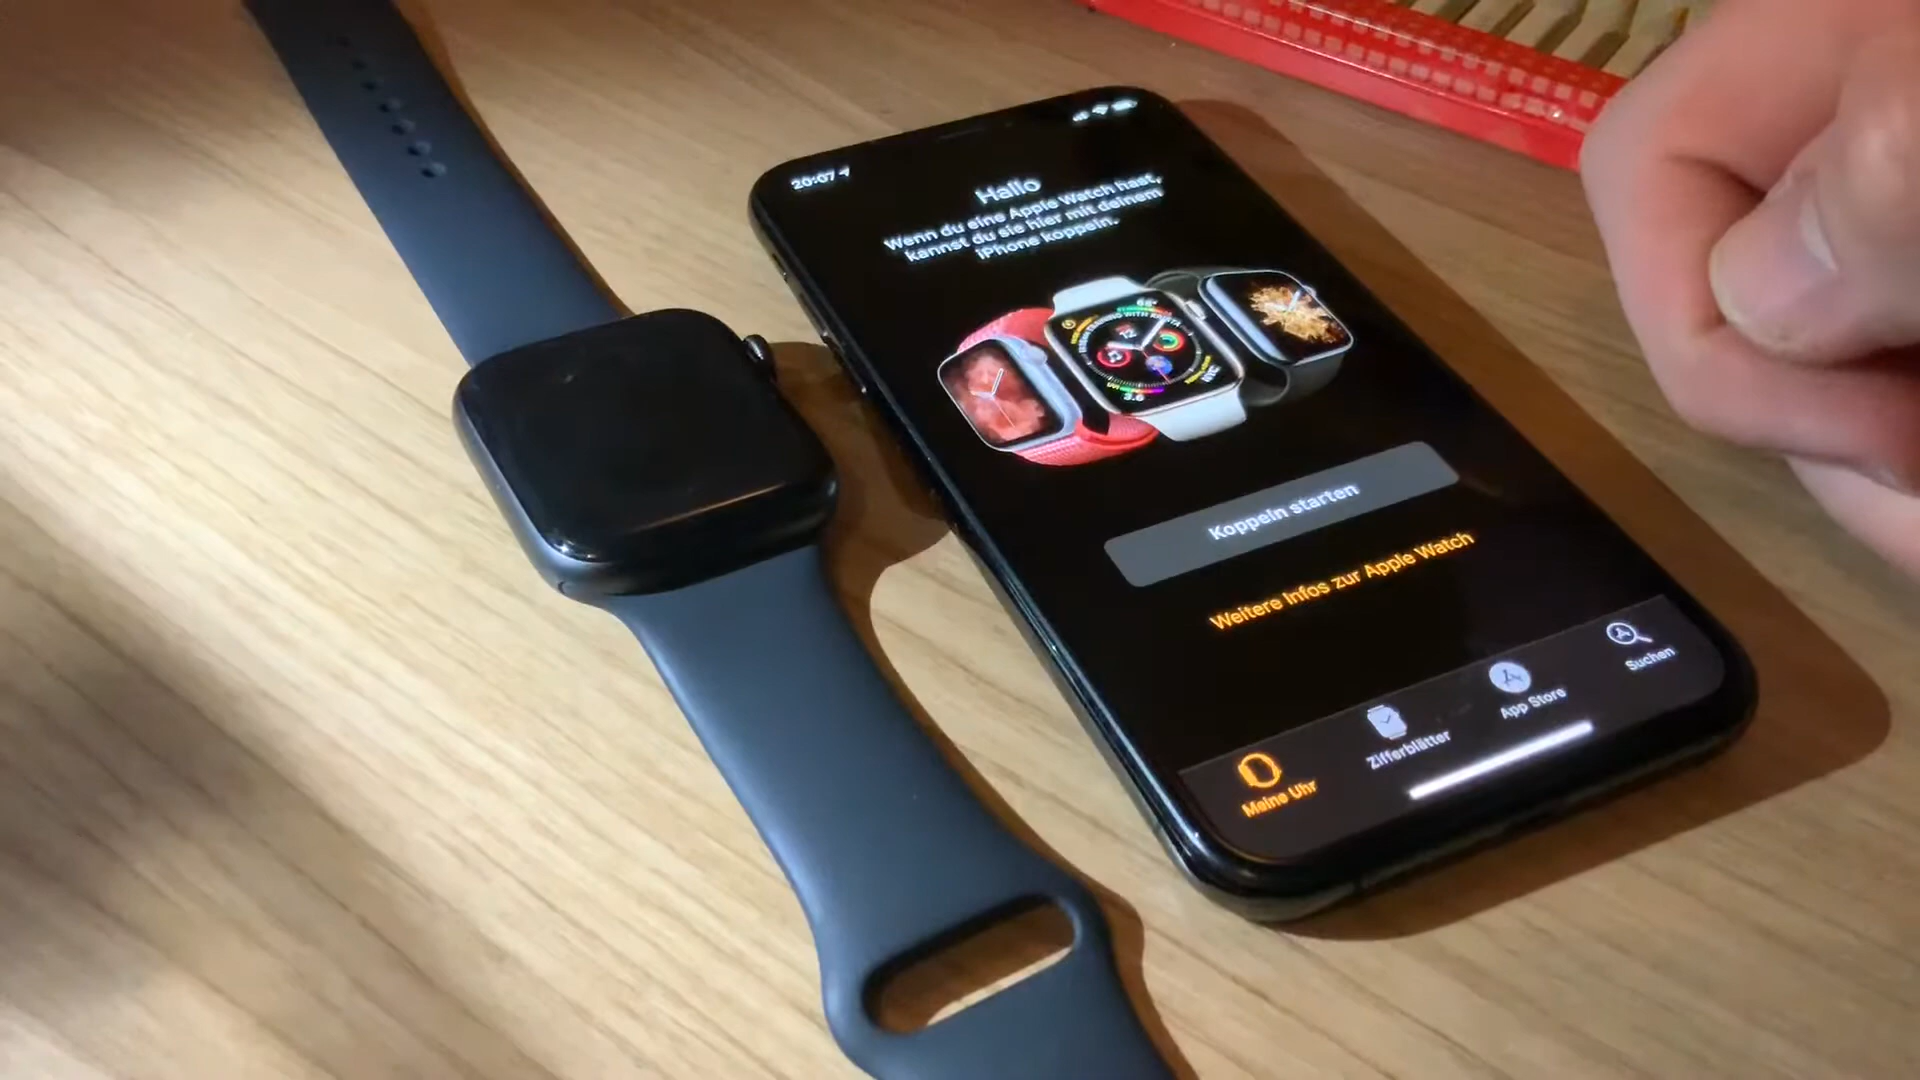 20:07
Hallo
Wenn du eine Apple Watch hast,
kannst du sie hier mit deinem
iPhone koppeln.
12
Koppeln starten
Weitere Infos zur Apple Watch
Meine Uhr
Zifferblätter
App Store
Suchen